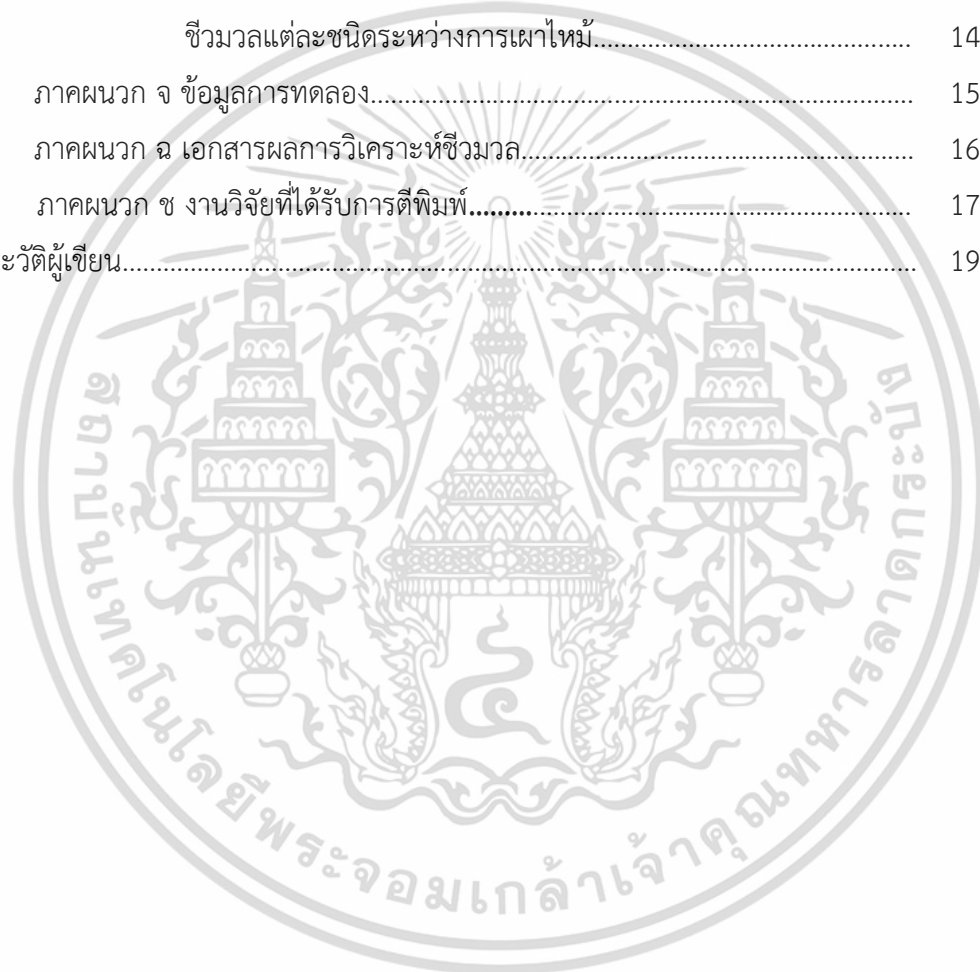 ชีวมวลแต่ละชนิดระหว่างการเผาไหม้................................................ 14
ภาคผนวก จ ข้อมูลการทดลอง................................................................................... 15
ภาคผนวก ฉ เอกสารผลการวิเคราะห์ชีวมวล............................................................ 16
ภาคผนวก ช งานวิจัยที่ได้รับการตีพิมพ์................................................................... 17
ะวัติผู้เขียน......................................................................................................................... 19
สถาบันเทคโนโลยีพระจอมเกล้าเจ้าคุณทหารลาดกระบัง
๔